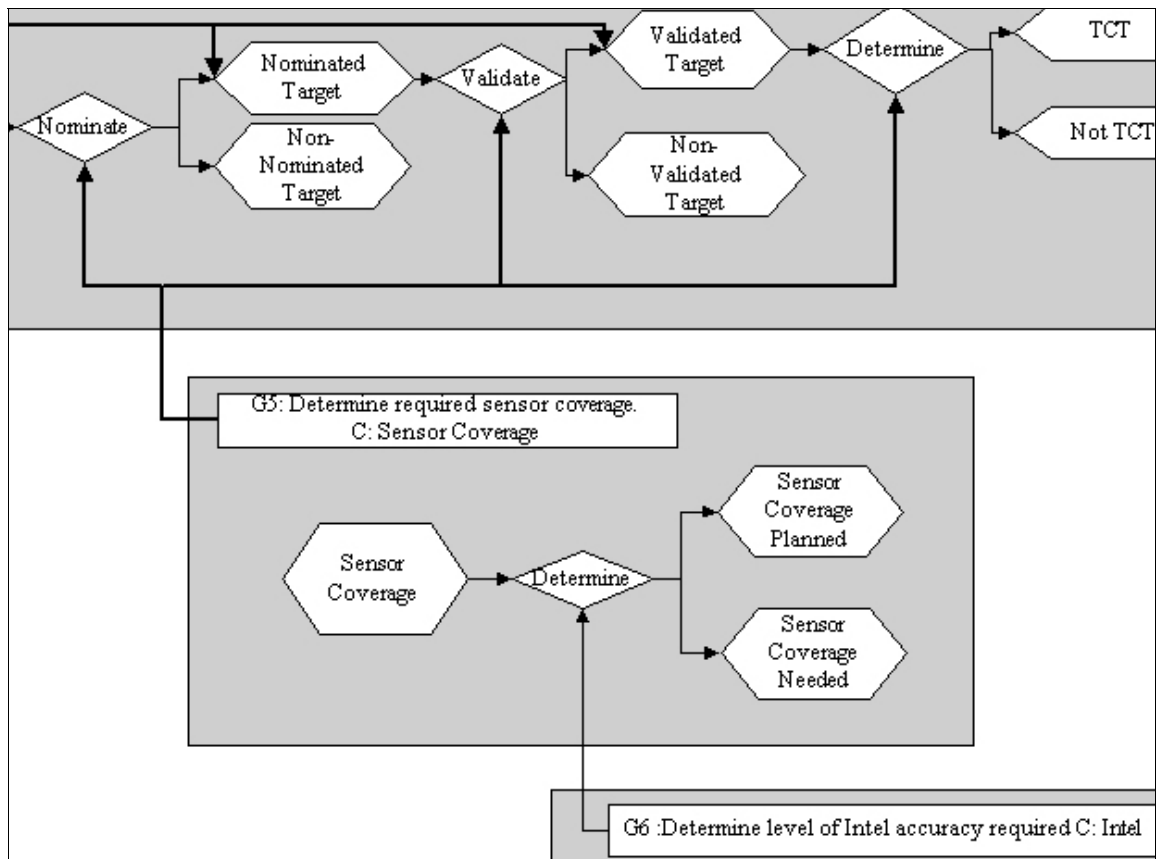 Nominate
Nominated
Target
Non-
Nominated
Target
Validate
Validated
Target
Non-
Validated
Target
Determine
TCT
Not TCT
G5: Determine required sensor coverage.
C: Sensor Coverage
Sensor
Coverage
Determine
Sensor
Coverage
Planned
Sensor
Coverage
Needed
G6 :Determine level of Intel accuracy required C: Intel